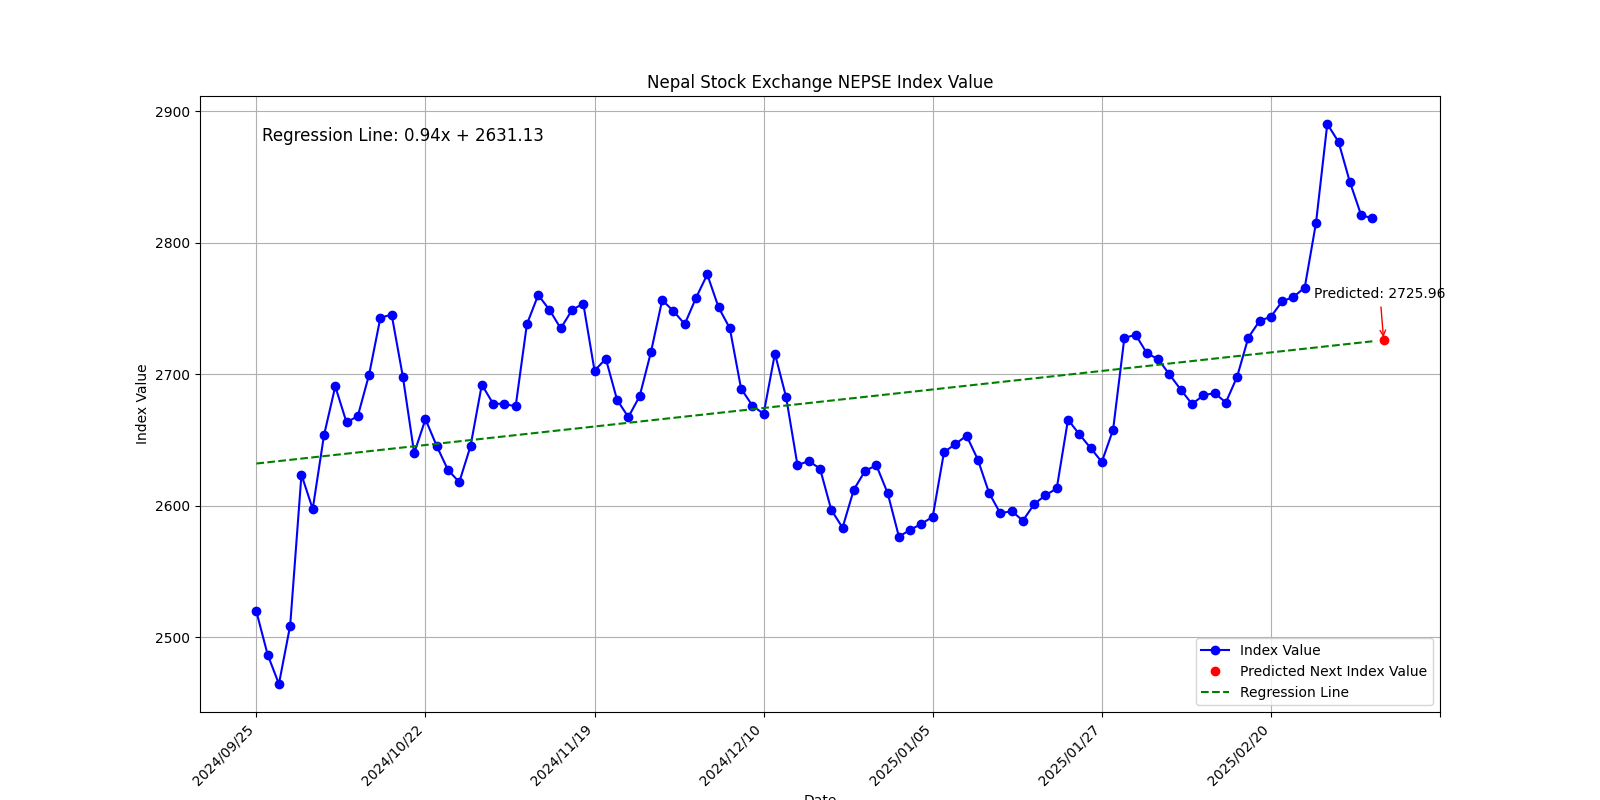 Nepal Stock Exchange NEPSE Index Value
Regression Line: 0.94x + 2631.13
2900
2800
2700
2600
2500
Index Value
Predicted: 2725.96
Index Value
Predicted Next Index Value
Regression Line
2024/09/25
2024/10/22
2024/11/19
2024/12/10
2025/01/05
2025/01/27
2025/02/20
Date